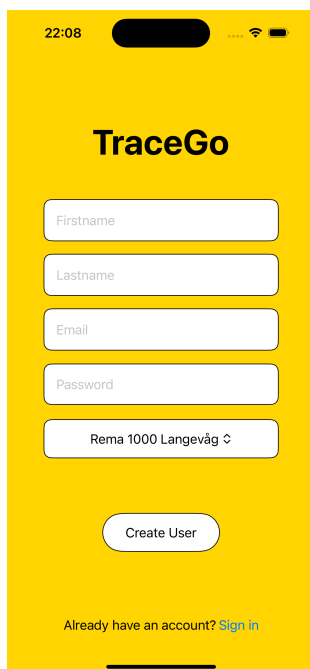 22:08
TraceGo
Firstname
Lastname
Email
Password
Rema 1000 Langevåg
Create User
Already have an account? Sign in